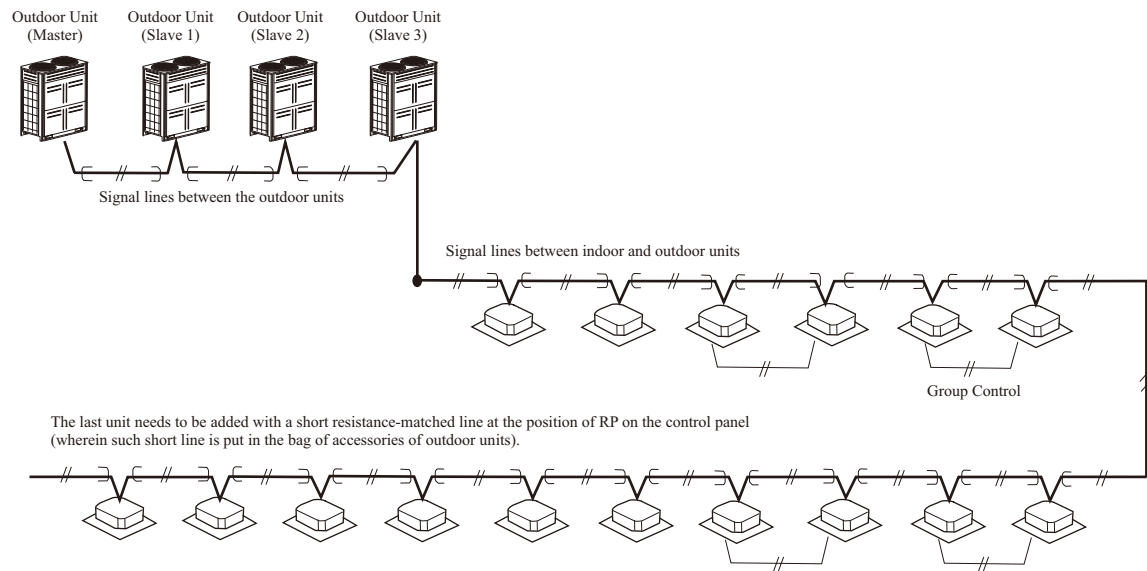 Outdoor Unit
(Master)
Outdoor Unit
(Slave 1)
Outdoor Unit
(Slave 2)
Outdoor Unit
(Slave 3)
Signal lines between the outdoor units
Signal lines between indoor and outdoor units
Group Control
The last unit needs to be added with a short resistance-matched line at the position of RP on the control panel
(wherein such short line is put in the bag of accessories of outdoor units).